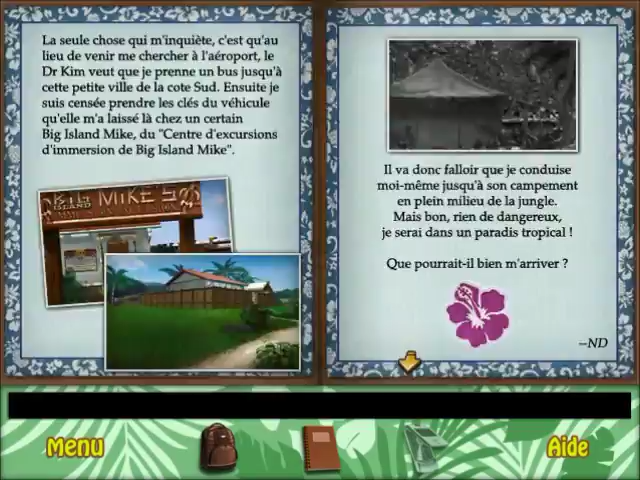 La seule chose qui m'inquiète, c'est qu'au
lieu de venir me chercher à l'aéroport, le
Dr Kim veut que je prenne un bus jusqu'à
cette petite ville de la cote Sud. Ensuite je
suis censée prendre les clés du véhicule
qu'elle m'a laissé là chez un certain
Big Island Mike, du "Centre d'excursions
d'immersion de Big Island Mike".
BIG MIKE'S
ISLAND
Il va donc falloir que je conduise
moi-même jusqu'à son campement
en plein milieu de la jungle.
Mais bon, rien de dangereux,
je serai dans un paradis tropical !
Que pourrait-il bien m'arriver ?
--ND
Menu
Aide